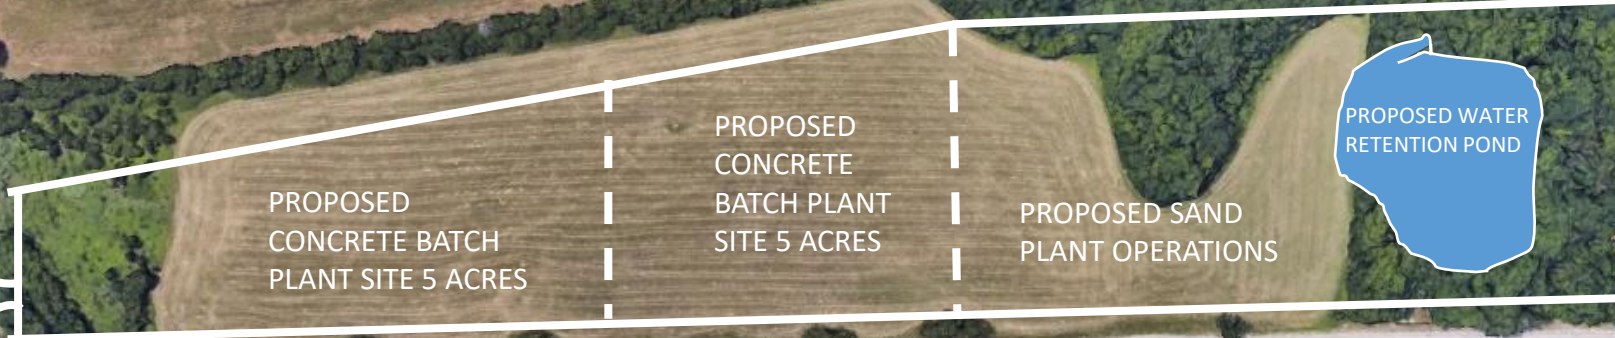 PROPOSED
CONCRETE BATCH
PLANT SITE 5 ACRES
PROPOSED
CONCRETE
BATCH PLANT
SITE 5 ACRES
PROPOSED SAND
PLANT OPERATIONS
PROPOSED WATER
RETENTION POND